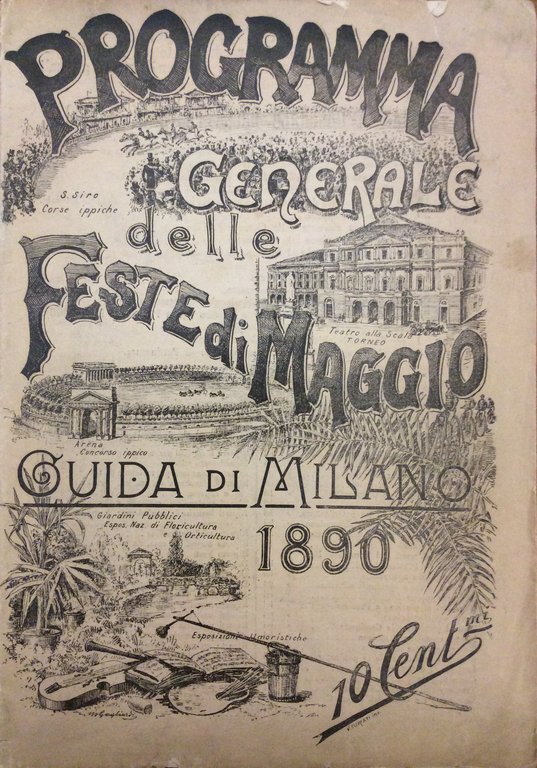 PROGRAMMA
GENERALE
S. Siro
Corse ippiche
delle
FESTE di MAGGIO
Teatro alla Scala
TORNEO
Arena
Concorso ippico
GUIDA DI MILANO
Giardini Pubblici
Espos. Naz. di Floricultura
e Orticultura
1890
Esposizioni Umoristiche
10 Cent.mi